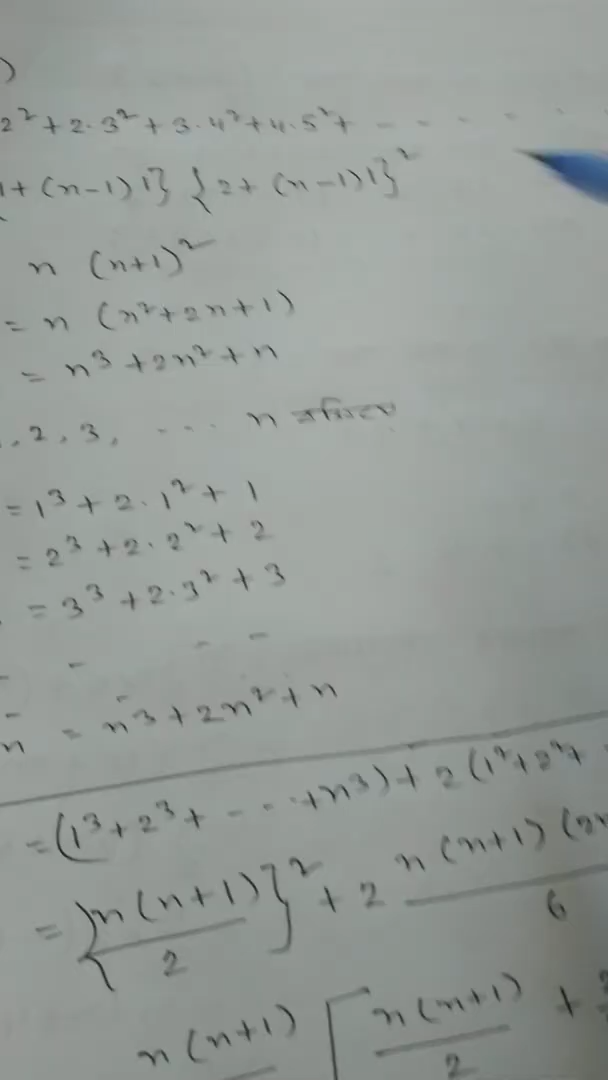 )
2² + 2·3² + 3·4² + 4·5² + - - - - - -
1 + (n-1)1} {2 + (n-1)1}²
n (n+1)²
= n (n²+2n+1)
= n³ + 2n² + n
, 2, 3, ... n
= 1³ + 2·1² + 1
= 2³ + 2·2² + 2
= 3³ + 2·3² + 3
- - - -
n = n³ + 2n² + n
= (1³ + 2³ + - - - + n³) + 2 (1² + 2² +
= {n(n+1)/2}² + 2 n(n+1)(2n/6
n(n+1) [n(n+1)/2 +